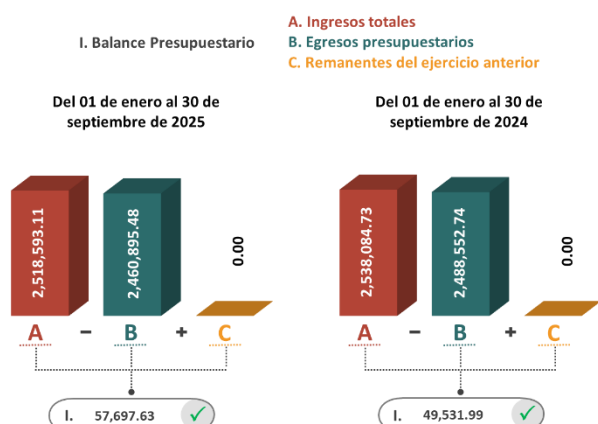 I. Balance Presupuestario
A. Ingresos totales
B. Egresos presupuestarios
C. Remanentes del ejercicio anterior
Del 01 de enero al 30 de
septiembre de 2025
2,518,593.11
2,460,895.48
0.00
A – B + C
I. 57,697.63
Del 01 de enero al 30 de
septiembre de 2024
2,538,084.73
2,488,552.74
0.00
A – B + C
I. 49,531.99